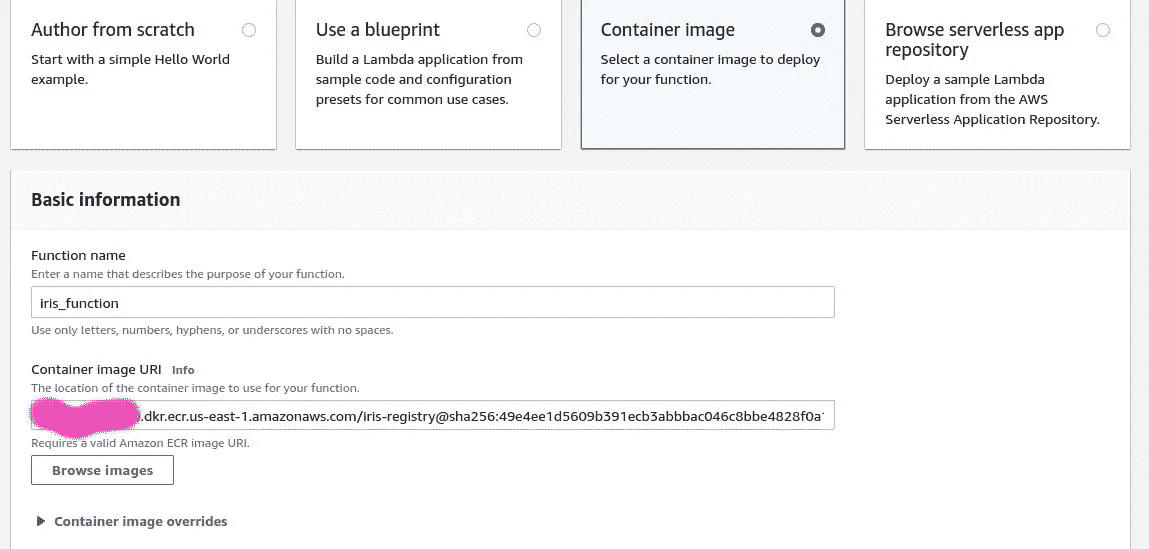 Author from scratch
Start with a simple Hello World
example.
Use a blueprint
Build a Lambda application from
sample code and configuration
presets for common use cases.
Container image
Select a container image to deploy
for your function.
Browse serverless app
repository
Deploy a sample Lambda
application from the AWS
Serverless Application Repository.
Basic information
Function name
Enter a name that describes the purpose of your function.
iris_function
Use only letters, numbers, hyphens, or underscores with no spaces.
Container image URI Info
The location of the container image to use for your function.
.dkr.ecr.us-east-1.amazonaws.com/iris-registry@sha256:49e4ee1d5609b391ecb3abbbac046c8bbe4828f0a
Requires a valid Amazon ECR image URI.
Browse images
Container image overrides